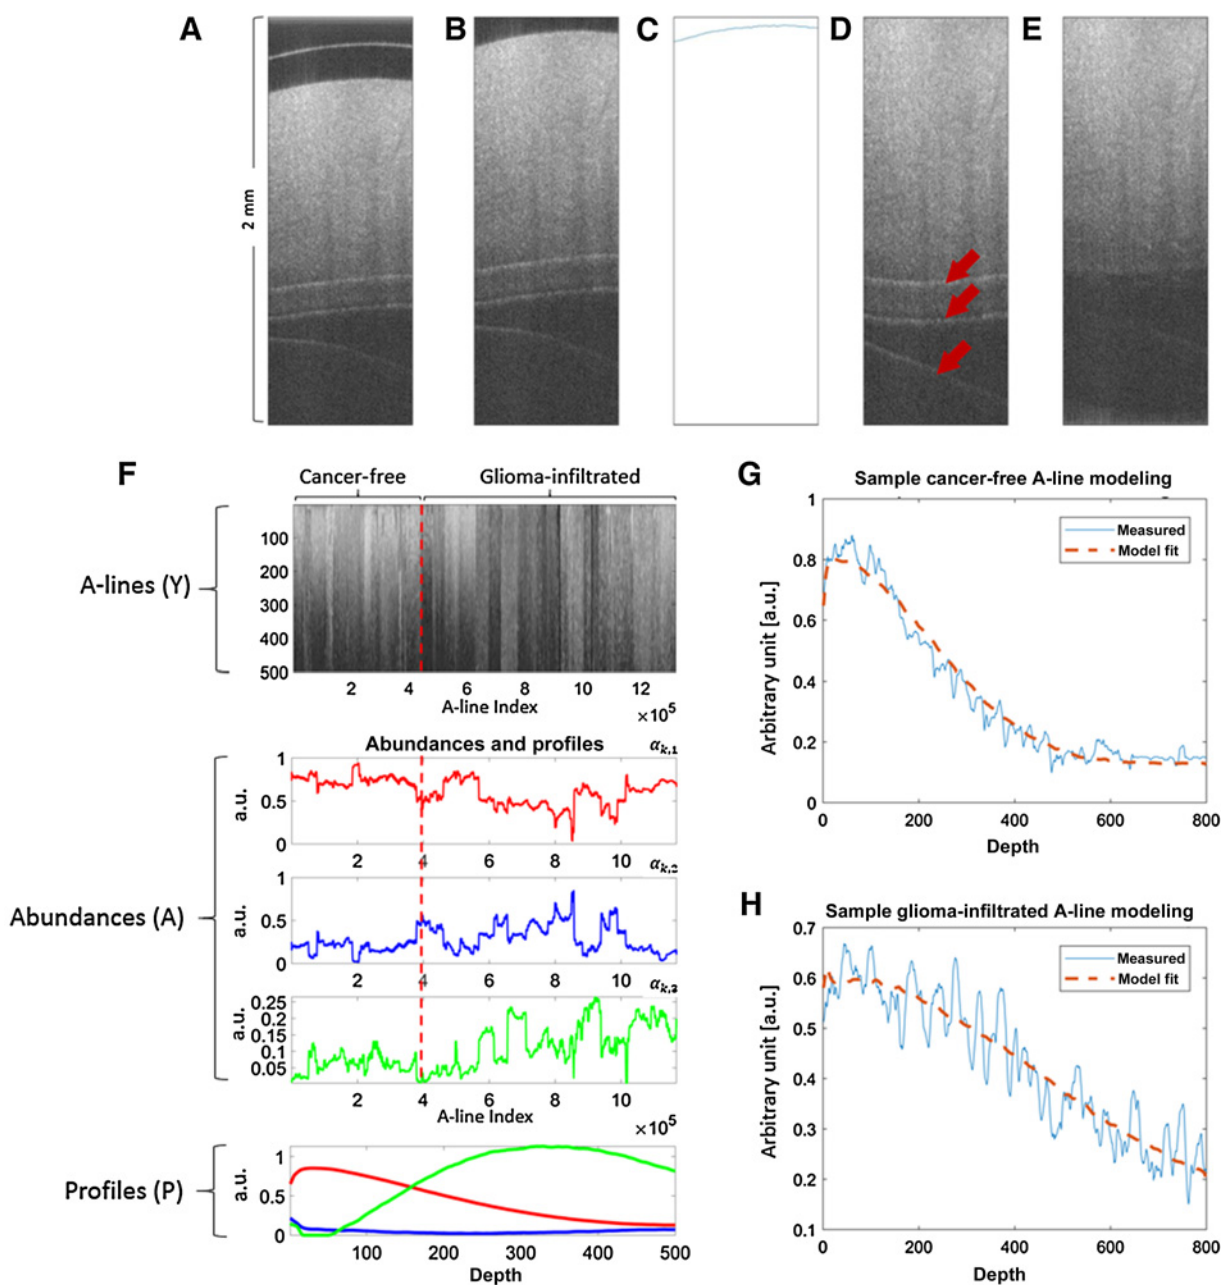 A
B
C
D
E
2 mm
F
Cancer-free
Glioma-infiltrated
A-lines (Y)
100
200
300
400
500
2 4 6 8 10 12
A-line Index
×10⁵
Abundances and profiles
αk,1
Abundances (A)
a.u.
1
0.5
0
2 4 6 8 10
αk,2
a.u.
1
0.5
0
2 4 6 8 10
αk,3
a.u.
0.25
0.2
0.1
0.05
2 4 6 8 10
A-line Index
×10⁵
Profiles (P)
a.u.
1
0.5
0
100 200 300 400 500
Depth
G
Sample cancer-free A-line modeling
Measured
Model fit
Arbitrary unit [a.u.]
1
0.8
0.6
0.4
0.2
0
0 200 400 600 800
Depth
H
Sample glioma-infiltrated A-line modeling
Measured
Model fit
Arbitrary unit [a.u.]
0.7
0.6
0.5
0.4
0.3
0.2
0.1
0 200 400 600 800
Depth